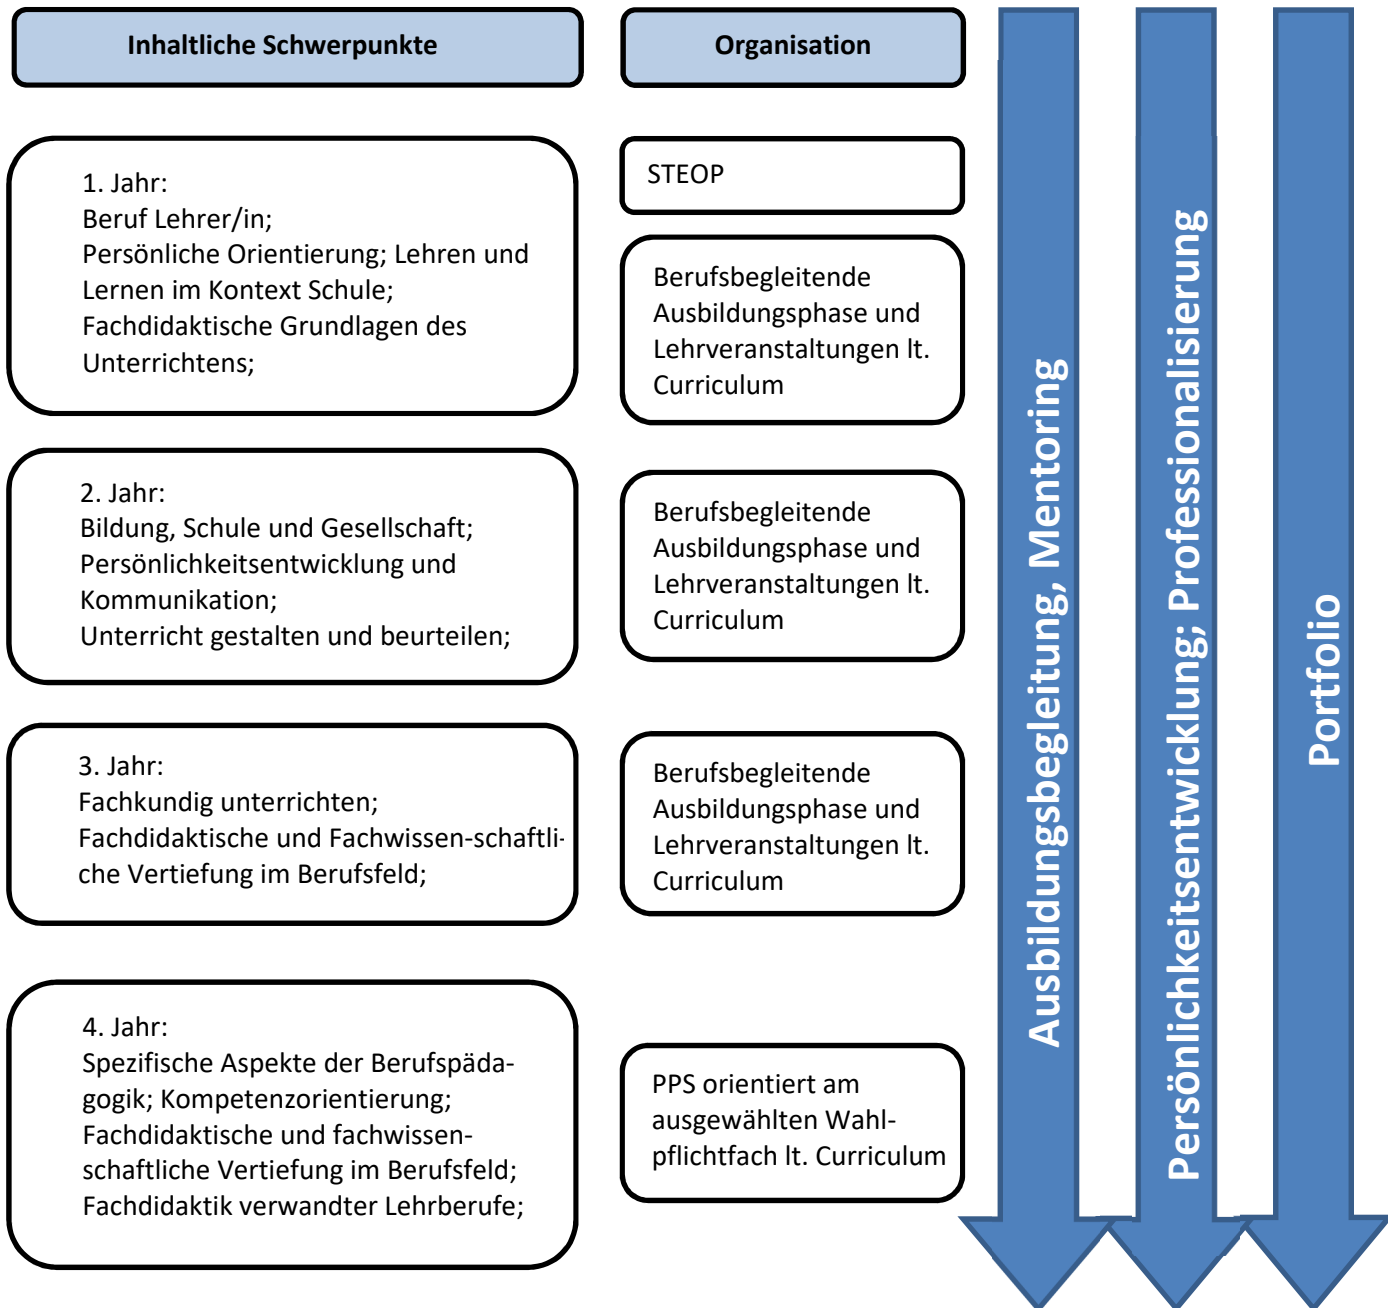 Inhaltliche Schwerpunkte
Organisation
1. Jahr:
Beruf Lehrer/in;
Persönliche Orientierung; Lehren und
Lernen im Kontext Schule;
Fachdidaktische Grundlagen des
Unterrichtens;
STEOP
Berufsbegleitende
Ausbildungsphase und
Lehrveranstaltungen lt.
Curriculum
2. Jahr:
Bildung, Schule und Gesellschaft;
Persönlichkeitsentwicklung und
Kommunikation;
Unterricht gestalten und beurteilen;
Berufsbegleitende
Ausbildungsphase und
Lehrveranstaltungen lt.
Curriculum
3. Jahr:
Fachkundig unterrichten;
Fachdidaktische und Fachwissen-schaftli-
che Vertiefung im Berufsfeld;
Berufsbegleitende
Ausbildungsphase und
Lehrveranstaltungen lt.
Curriculum
4. Jahr:
Spezifische Aspekte der Berufspäda-
gogik; Kompetenzorientierung;
Fachdidaktische und fachwissen-
schaftliche Vertiefung im Berufsfeld;
Fachdidaktik verwandter Lehrberufe;
PPS orientiert am
ausgewählten Wahl-
pflichtfach lt. Curriculum
Ausbildungsbegleitung, Mentoring
Persönlichkeitsentwicklung; Professionalisierung
Portfolio